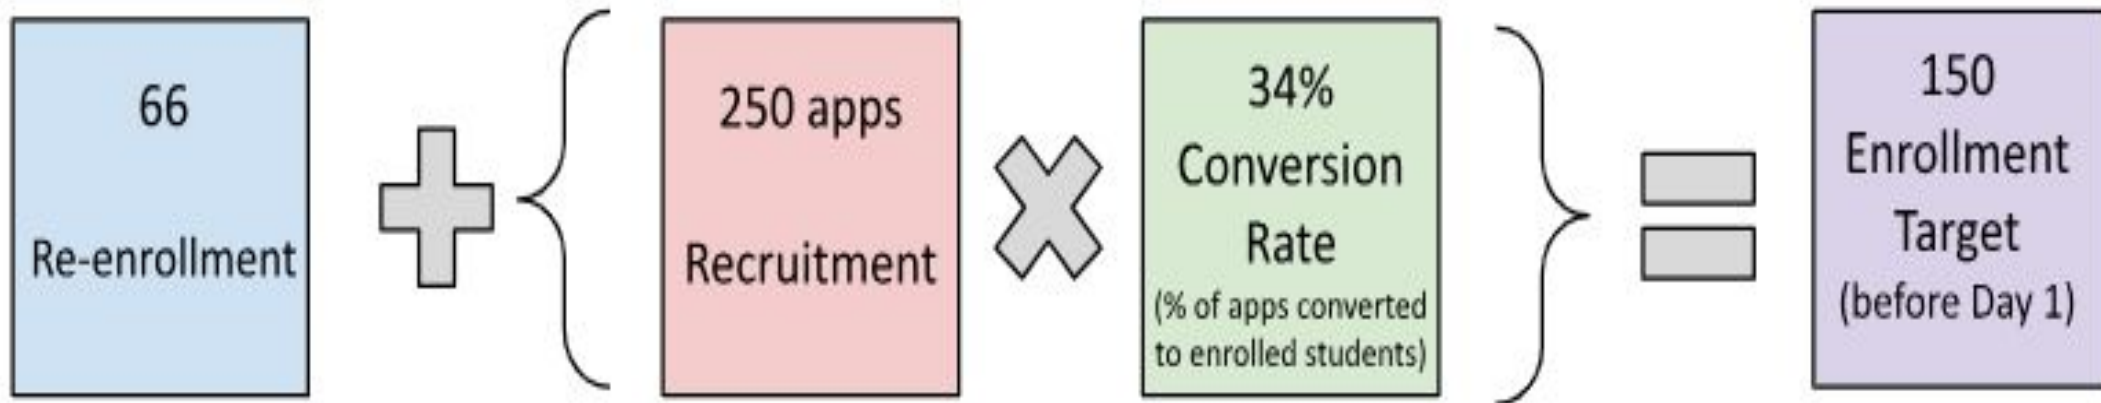 66
Re-enrollment
250 apps
Recruitment
34%
Conversion
Rate
(% of apps converted
to enrolled students)
150
Enrollment
Target
(before Day 1)